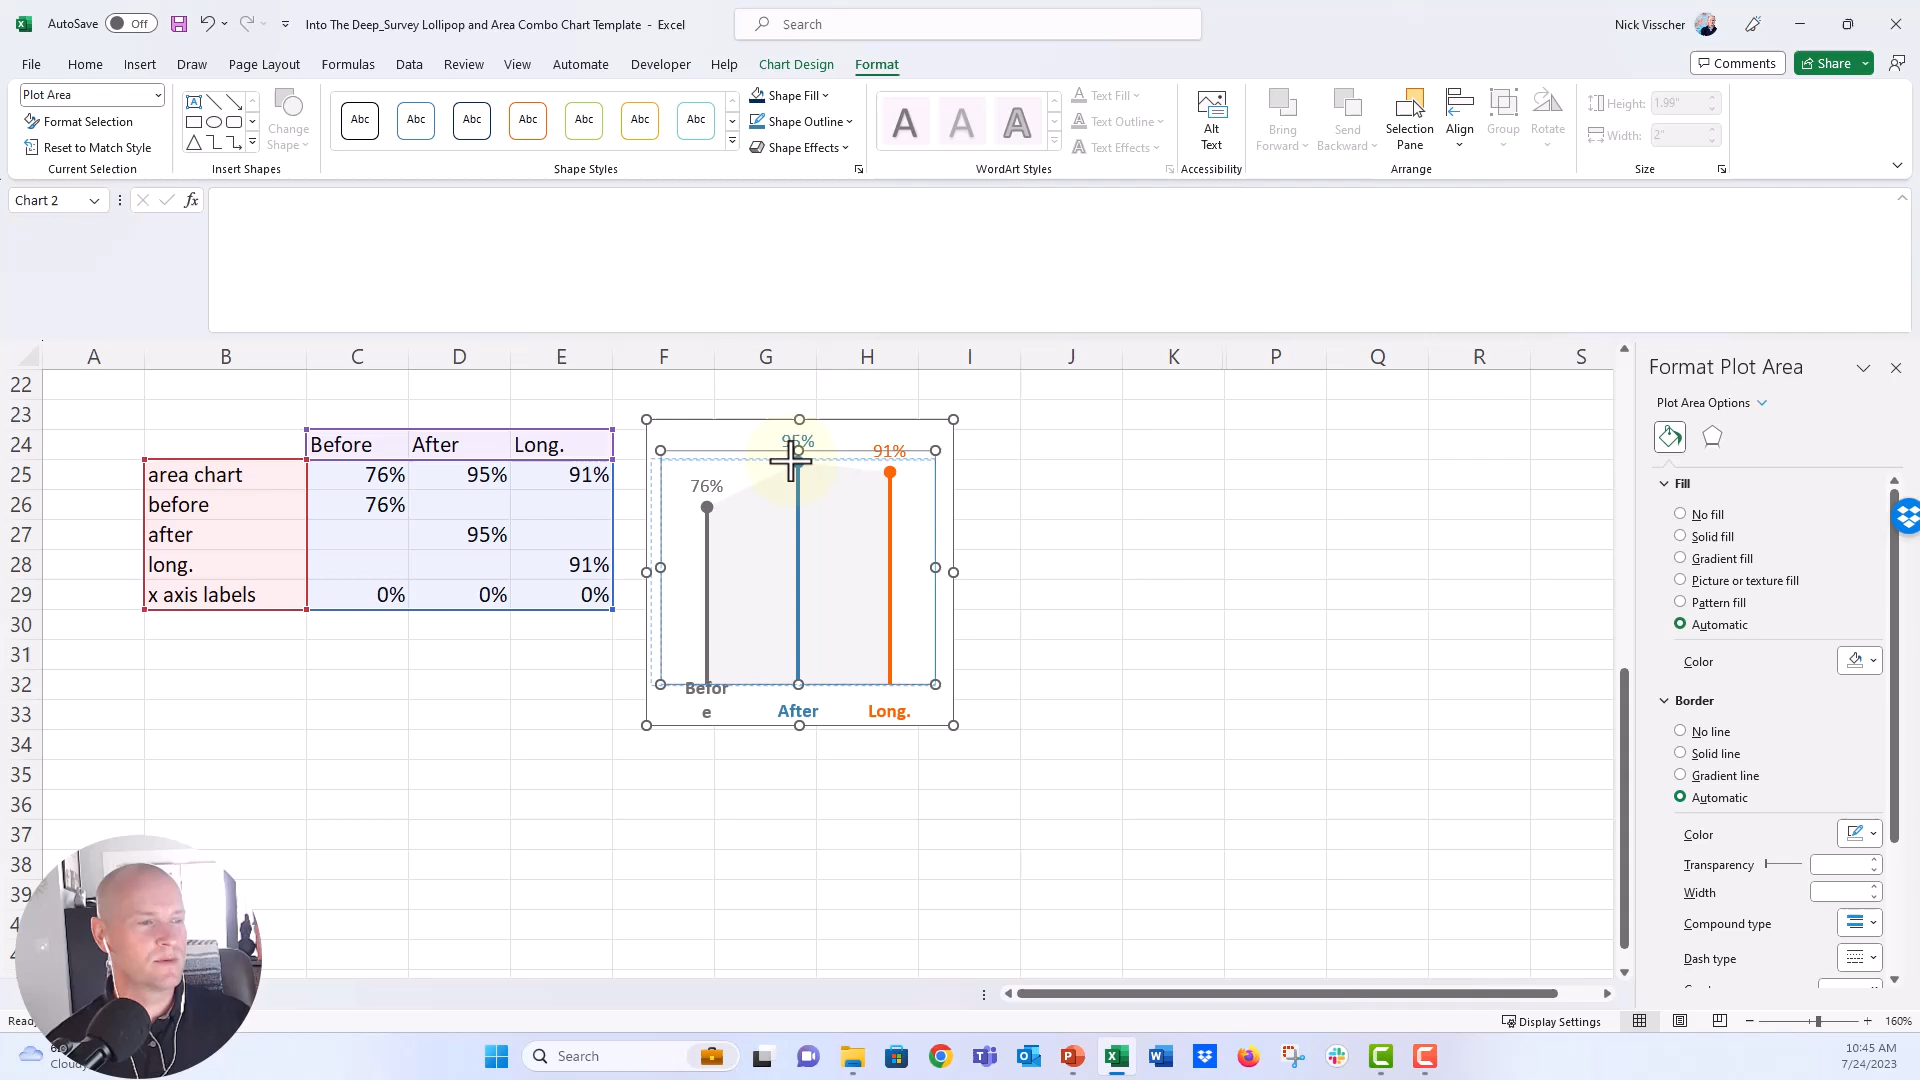 AutoSave Off Into The Deep_Survey Lollipop and Area Combo Chart Template - Excel Search Nick Visscher
File Home Insert Draw Page Layout Formulas Data Review View Automate Developer Help Chart Design Format Comments Share
Plot Area
Format Selection
Reset to Match Style
Current Selection
Change
Shape
Insert Shapes
Abc Abc Abc Abc Abc Abc Abc
Shape Fill
Shape Outline
Shape Effects
Shape Styles
A A A
Text Fill
Text Outline
Text Effects
WordArt Styles
Alt
Text
Accessibility
Bring
Forward
Send
Backward
Selection
Pane
Align
Group
Rotate
Arrange
Height: 1.99"
Width: 2"
Size
Chart 2 fx
A B C D E F G H I J K P Q R S
22
23
24 Before After Long.
25 area chart 76% 95% 91%
26 before 76%
27 after 95%
28 long. 91%
29 x axis labels 0% 0% 0%
30
31
32
33
34
35
36
37
38
39
95%
91%
76%
Befor
e After Long.
Format Plot Area
Plot Area Options
Fill
No fill
Solid fill
Gradient fill
Picture or texture fill
Pattern fill
Automatic
Color
Border
No line
Solid line
Gradient line
Automatic
Color
Transparency
Width
Compound type
Dash type
Display Settings 160%
Search
10:45 AM
7/24/2023